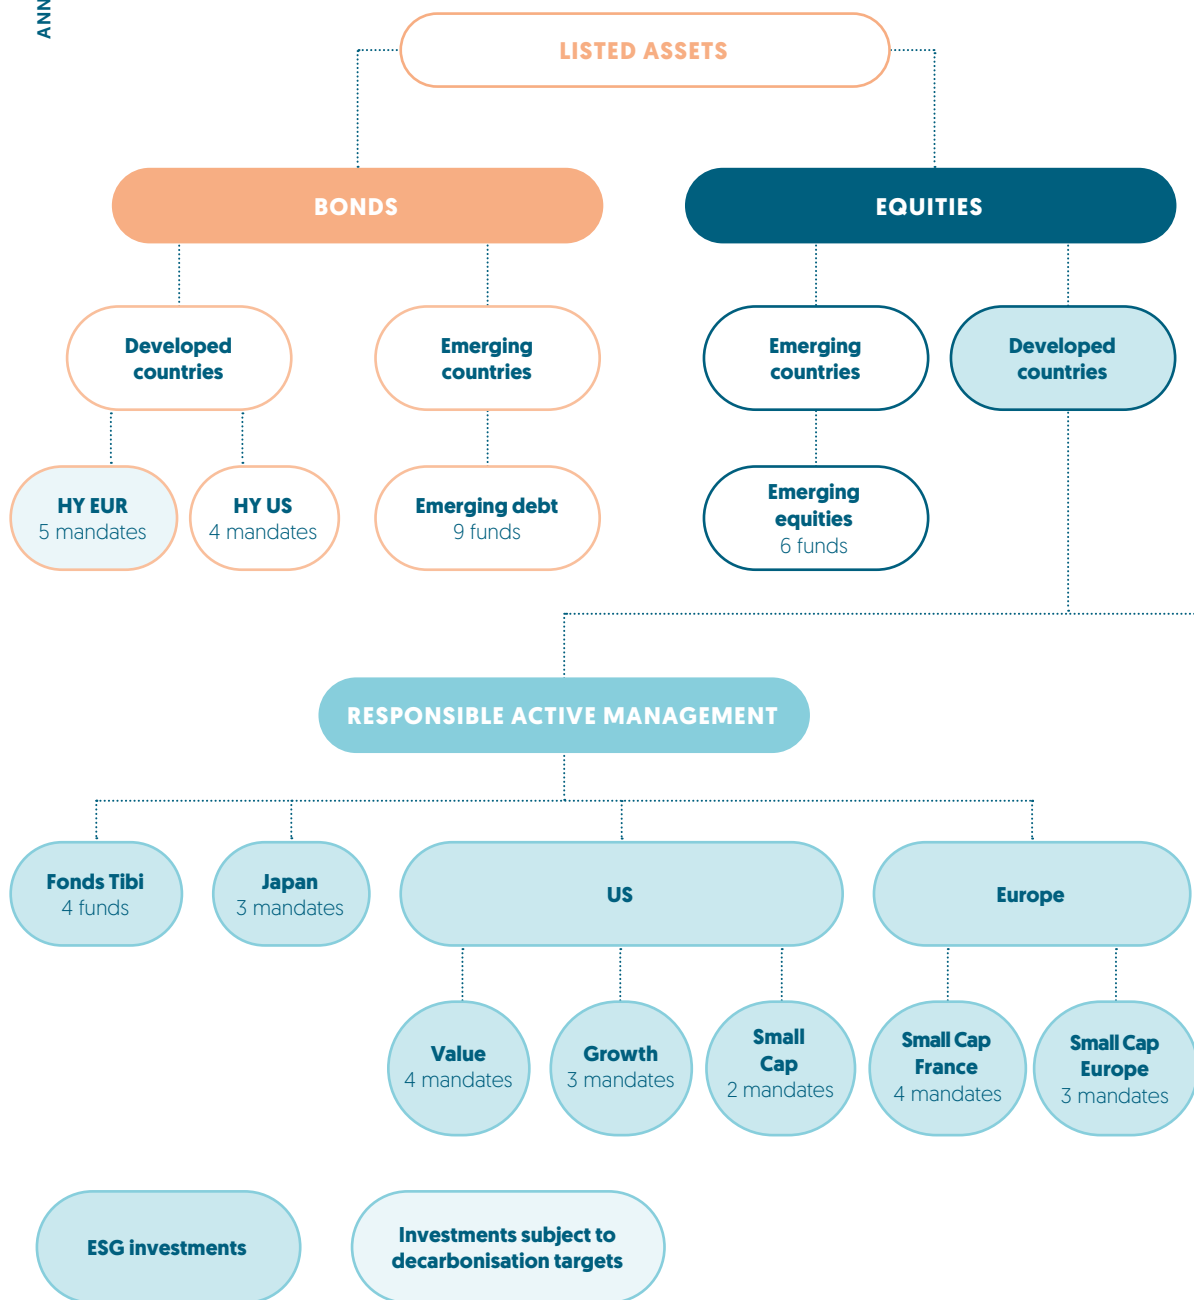 ANN
LISTED ASSETS
BONDS
EQUITIES
Developed
countries
Emerging
countries
Emerging
countries
Developed
countries
HY EUR
5 mandates
HY US
4 mandates
Emerging debt
9 funds
Emerging
equities
6 funds
RESPONSIBLE ACTIVE MANAGEMENT
Fonds Tibi
4 funds
Japan
3 mandates
US
Europe
Value
4 mandates
Growth
3 mandates
Small
Cap
2 mandates
Small Cap
France
4 mandates
Small Cap
Europe
3 mandates
ESG investments
Investments subject to
decarbonisation targets